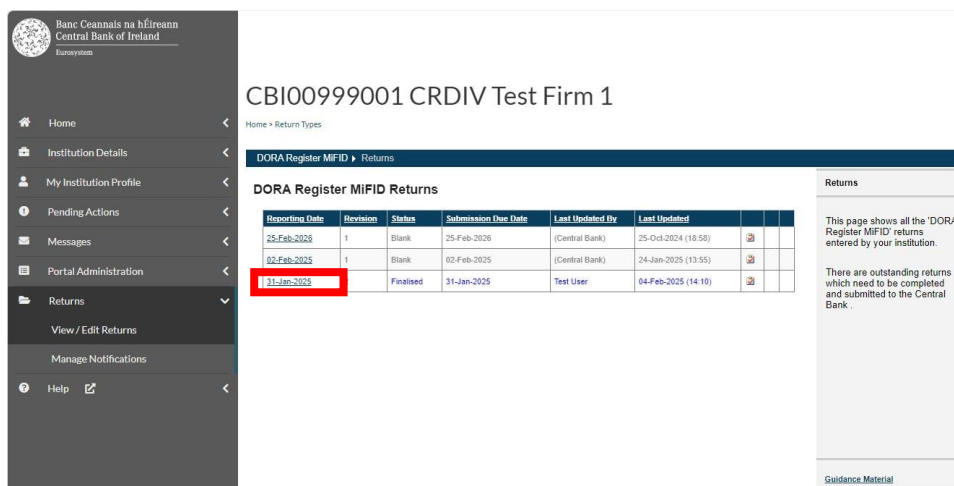 Banc Ceannais na hÉireann
Central Bank of Ireland
Eurosystem
Home
Institution Details
My Institution Profile
Pending Actions
Messages
Portal Administration
Returns
View / Edit Returns
Manage Notifications
Help
CBI00999001 CRDIV Test Firm 1
Home > Return Types
DORA Register MiFID ▸ Returns
DORA Register MiFID Returns
Reporting Date Revision Status Submission Due Date Last Updated By Last Updated
25-Feb-2026 1 Blank 25-Feb-2026 (Central Bank) 25-Oct-2024 (18:58)
02-Feb-2025 1 Blank 02-Feb-2025 (Central Bank) 24-Jan-2025 (13:55)
31-Jan-2025 Finalised 31-Jan-2025 Test User 04-Feb-2025 (14:10)
Returns
This page shows all the 'DORA
Register MiFID' returns
entered by your institution.
There are outstanding returns
which need to be completed
and submitted to the Central
Bank .
Guidance Material